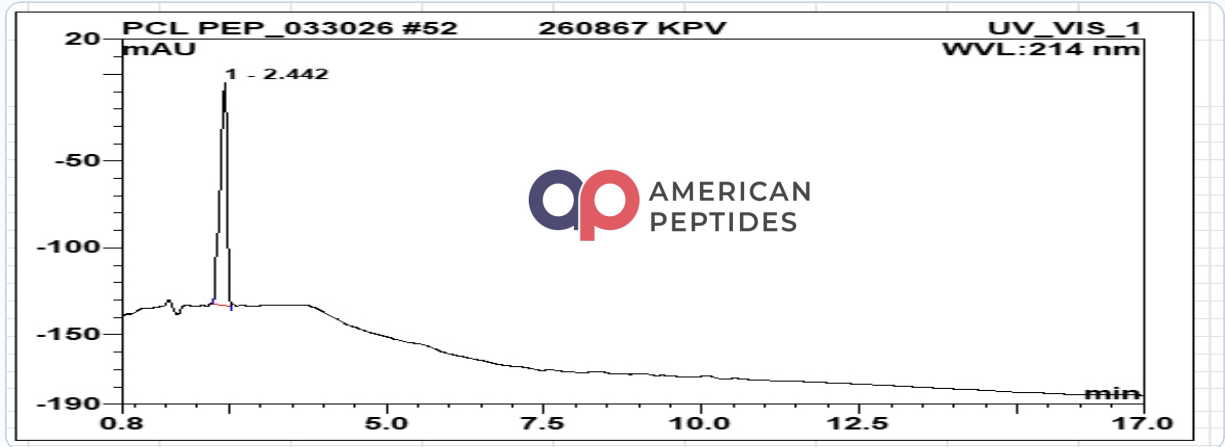 PCL PEP_033026 #52 260867 KPV UV_VIS_1
mAU WVL:214 nm
20
1 - 2.442
-50
-100
-150
-190
AMERICAN
PEPTIDES
min
0.8 5.0 7.5 10.0 12.5 17.0